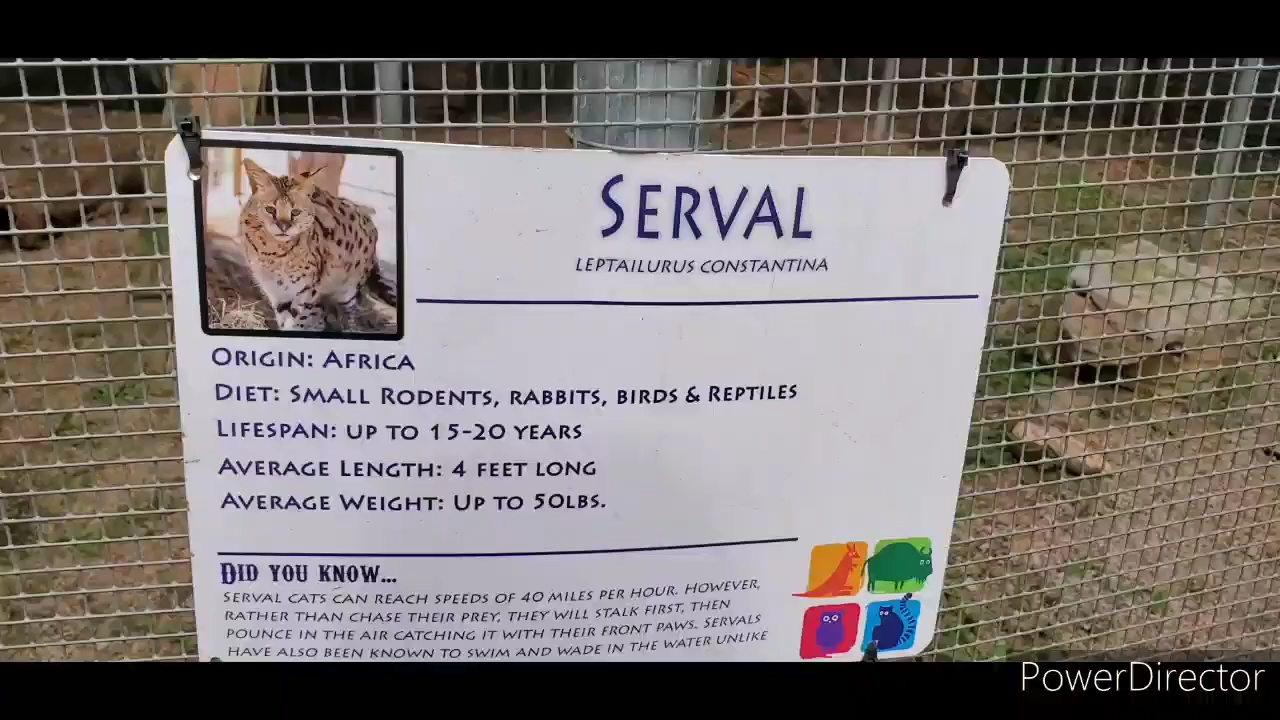 SERVAL
LEPTAILURUS CONSTANTINA
ORIGIN: AFRICA
DIET: SMALL RODENTS, RABBITS, BIRDS & REPTILES
LIFESPAN: UP TO 15-20 YEARS
AVERAGE LENGTH: 4 FEET LONG
AVERAGE WEIGHT: UP TO 50LBS.
DID YOU KNOW...
SERVAL CATS CAN REACH SPEEDS OF 40 MILES PER HOUR. HOWEVER,
RATHER THAN CHASE THEIR PREY, THEY WILL STALK FIRST, THEN
POUNCE IN THE AIR CATCHING IT WITH THEIR FRONT PAWS. SERVALS
HAVE ALSO BEEN KNOWN TO SWIM AND WADE IN THE WATER UNLIKE
PowerDirector